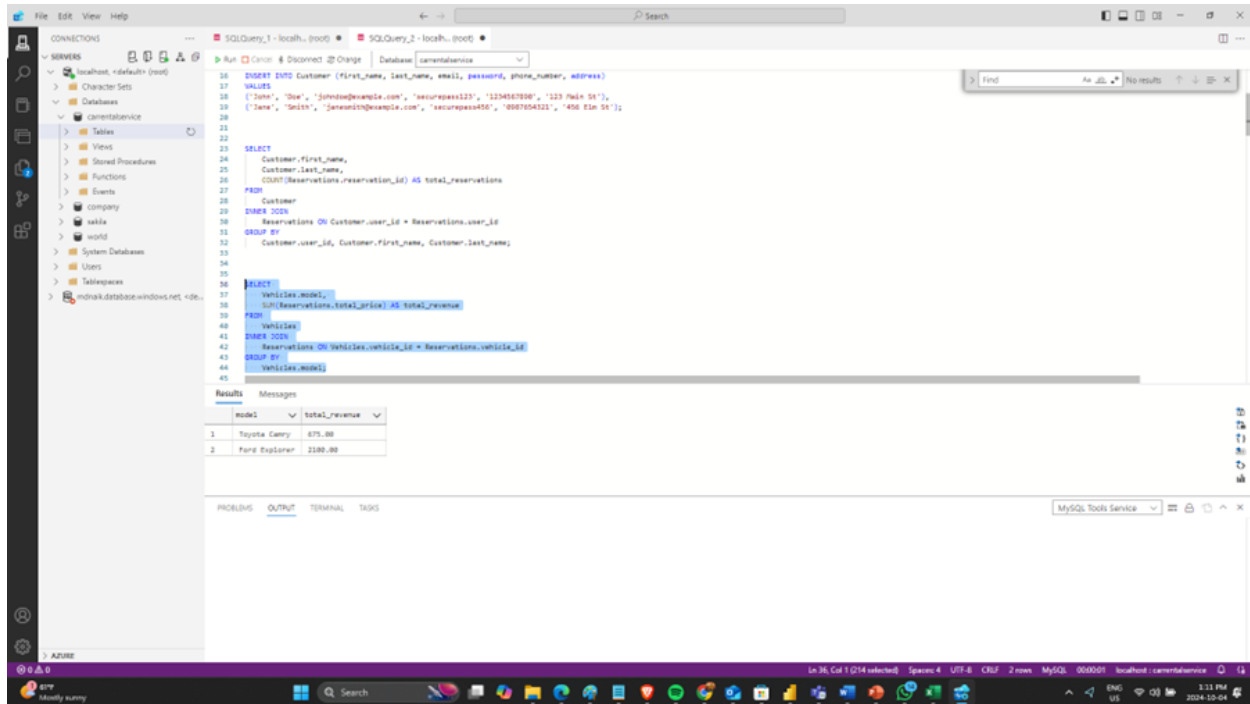 File Edit View Help
Search
CONNECTIONS
SERVERS
localhost, <default> (root)
Character Sets
Databases
carrentalservice
Tables
Views
Stored Procedures
Functions
Events
company
sakila
world
System Databases
Users
Tablespaces
mdnaik.database.windows.net, <de...
AZURE
SQLQuery_1 - localh... (root)
SQLQuery_2 - localh... (root)
Run Cancel Disconnect Change Database: carrentalservice
Find
No results
16 INSERT INTO Customer (first_name, last_name, email, password, phone_number, address)
17 VALUES
18 ('John', 'Doe', 'johndoe@example.com', 'securepass123', '1234567890', '123 Main St'),
19 ('Jane', 'Smith', 'janesmith@example.com', 'securepass456', '0987654321', '456 Elm St');
20
21
22
23 SELECT
24 Customer.first_name,
25 Customer.last_name,
26 COUNT(Reservations.reservation_id) AS total_reservations
27 FROM
28 Customer
29 INNER JOIN
30 Reservations ON Customer.user_id = Reservations.user_id
31 GROUP BY
32 Customer.user_id, Customer.first_name, Customer.last_name;
33
34
35
36 SELECT
37 Vehicles.model,
38 SUM(Reservations.total_price) AS total_revenue
39 FROM
40 Vehicles
41 INNER JOIN
42 Reservations ON Vehicles.vehicle_id = Reservations.vehicle_id
43 GROUP BY
44 Vehicles.model;
45
Results Messages
model total_revenue
1 Toyota Camry 875.00
2 Ford Explorer 2100.00
PROBLEMS OUTPUT TERMINAL TASKS
MySQL Tools Service
0 0
Ln 36, Col 1 (214 selected) Spaces: 4 UTF-8 CRLF 2 rows MySQL 00:00:01 localhost : carrentalservice
Mostly sunny
Search
ENG
US
1:11 PM
2024-10-04